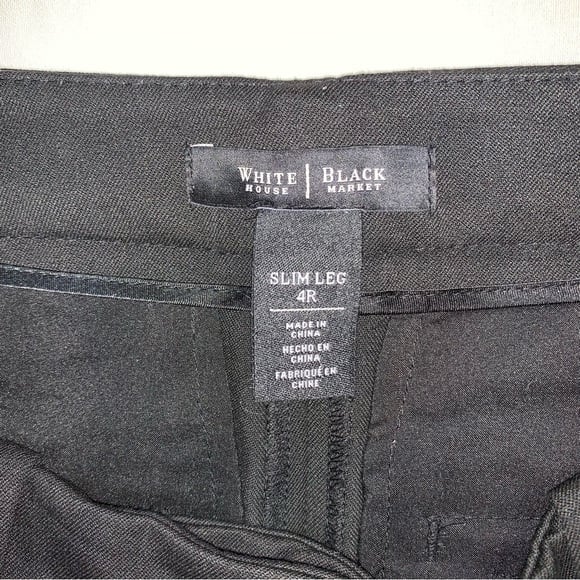 WHITE | BLACK
HOUSE MARKET
SLIM LEG
4R
MADE IN
CHINA
HECHO EN
CHINA
FABRIQUÉ EN
CHINE